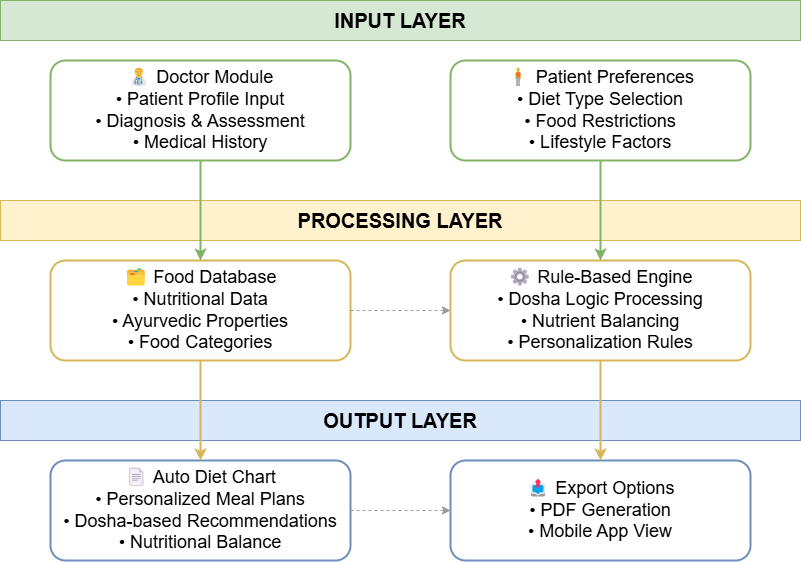 INPUT LAYER
Doctor Module
• Patient Profile Input
• Diagnosis & Assessment
• Medical History
Patient Preferences
• Diet Type Selection
• Food Restrictions
• Lifestyle Factors
PROCESSING LAYER
Food Database
• Nutritional Data
• Ayurvedic Properties
• Food Categories
Rule-Based Engine
• Dosha Logic Processing
• Nutrient Balancing
• Personalization Rules
OUTPUT LAYER
Auto Diet Chart
• Personalized Meal Plans
• Dosha-based Recommendations
• Nutritional Balance
Export Options
• PDF Generation
• Mobile App View